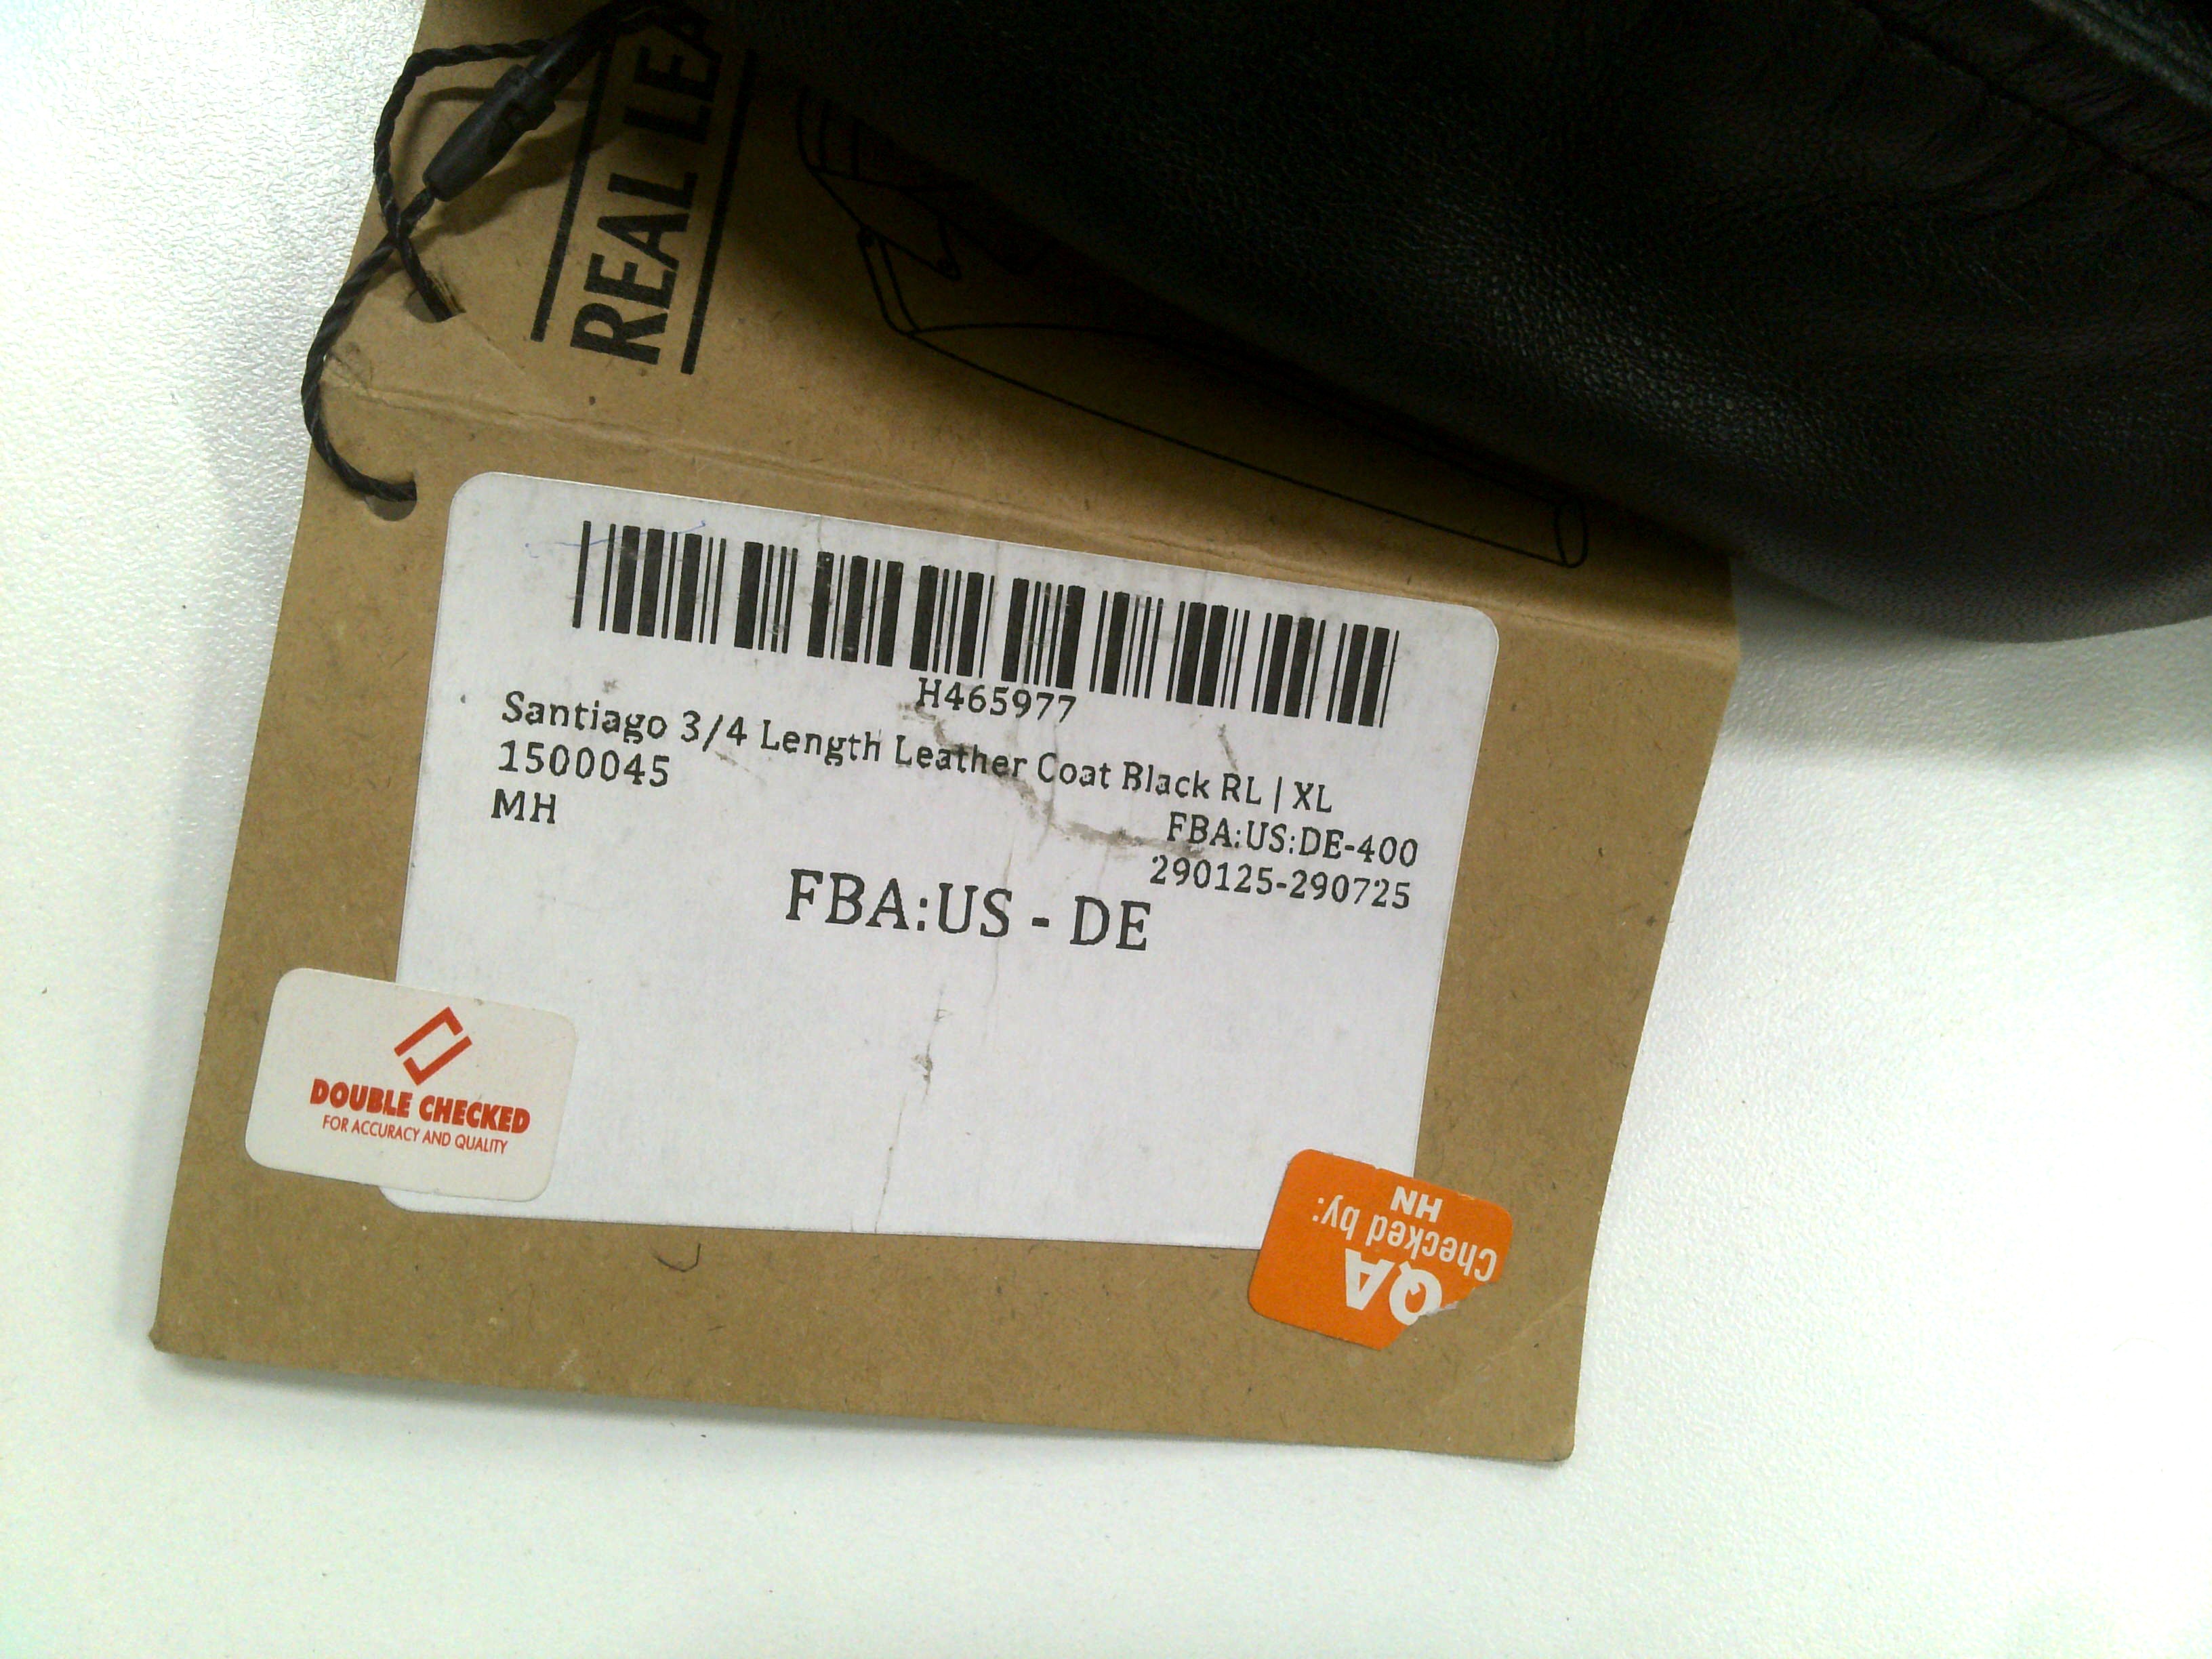 REAL LEA
H465977
Santiago 3/4 Length Leather Coat Black RL | XL
1500045
FBA:US:DE-400
MH
290125-290725
FBA:US - DE
DOUBLE CHECKED
FOR ACCURACY AND QUALITY
QA
Checked by:
HN